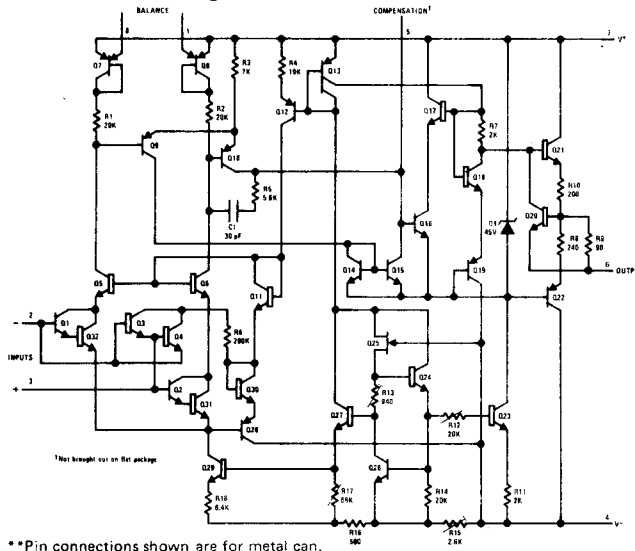 BALANCE
COMPENSATION†
8
1
5
7
V+
Q7
Q8
R3
7K
R4
10K
Q13
Q12
Q17
R7
2K
R1
20K
R2
20K
Q9
Q10
Q18
Q21
R5
C1
30 pF
R10
200
Q20
D1
45V
Q16
R8
240
R9
90
6
OUTP
Q14
Q15
Q19
Q22
Q5
Q6
Q11
2
−
Q1
Q32
Q3
Q4
R6
200K
INPUTS
+
3
Q2
Q31
Q30
Q28
Q25
Q24
R13
940
Q27
R12
20K
Q23
†Not brought out on flat package
Q29
Q26
R18
6.4K
R17
R14
20K
R11
2K
R16
500
R15
2.6K
4
V−
**Pin connections shown are for metal can.